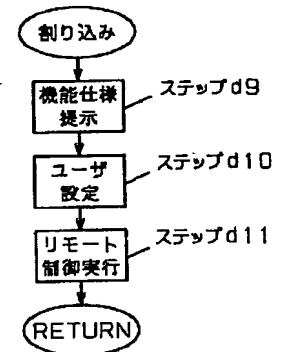 割り込み
機能仕様
提示
ステップd9
ユーザ
設定
ステップd10
リモート
制御実行
ステップd11
RETURN